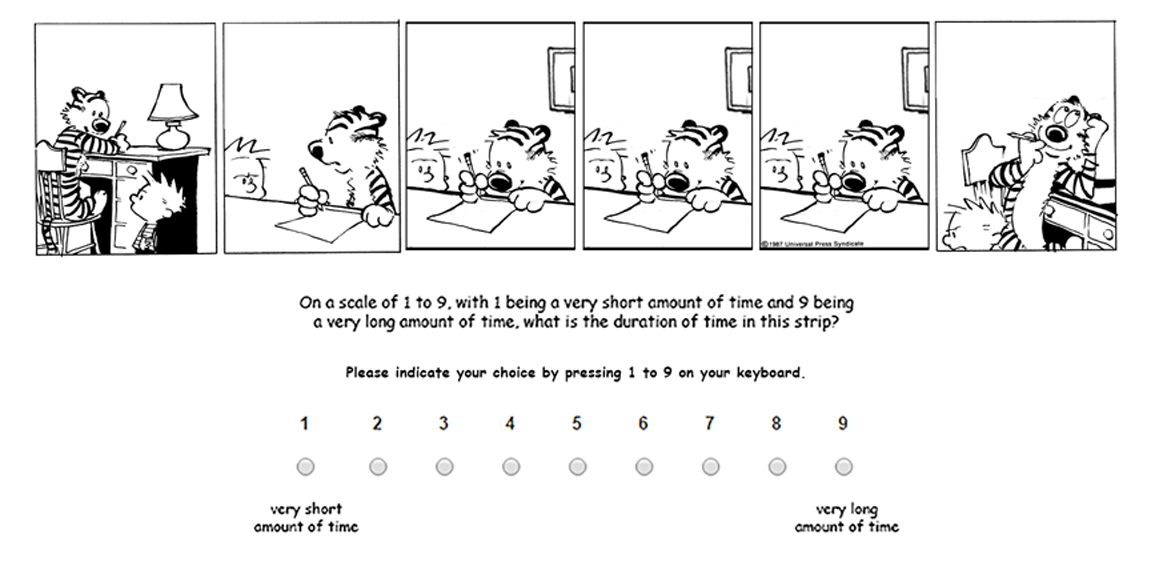 ©1987 Universal Press Syndicate
On a scale of 1 to 9, with 1 being a very short amount of time and 9 being
a very long amount of time, what is the duration of time in this strip?
Please indicate your choice by pressing 1 to 9 on your keyboard.
1 2 3 4 5 6 7 8 9
very short very long
amount of time amount of time